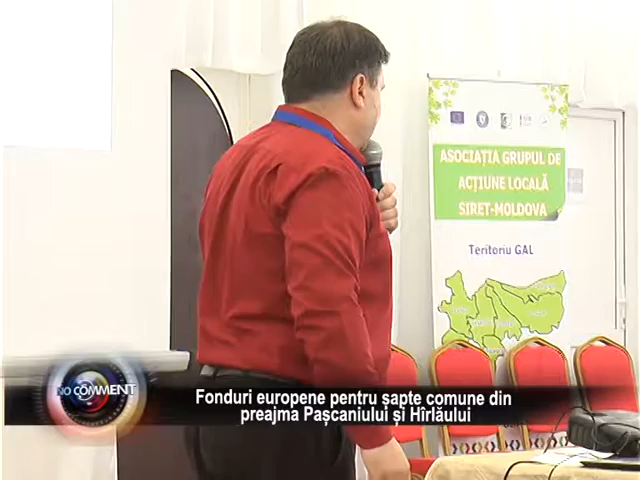 ASOCIAȚIA GRUPUL DE
ACȚIUNE LOCALĂ
SIRET-MOLDOVA
Teritoriu GAL
NO COMMENT
Fonduri europene pentru șapte comune din
preajma Pașcaniului și Hîrlăului